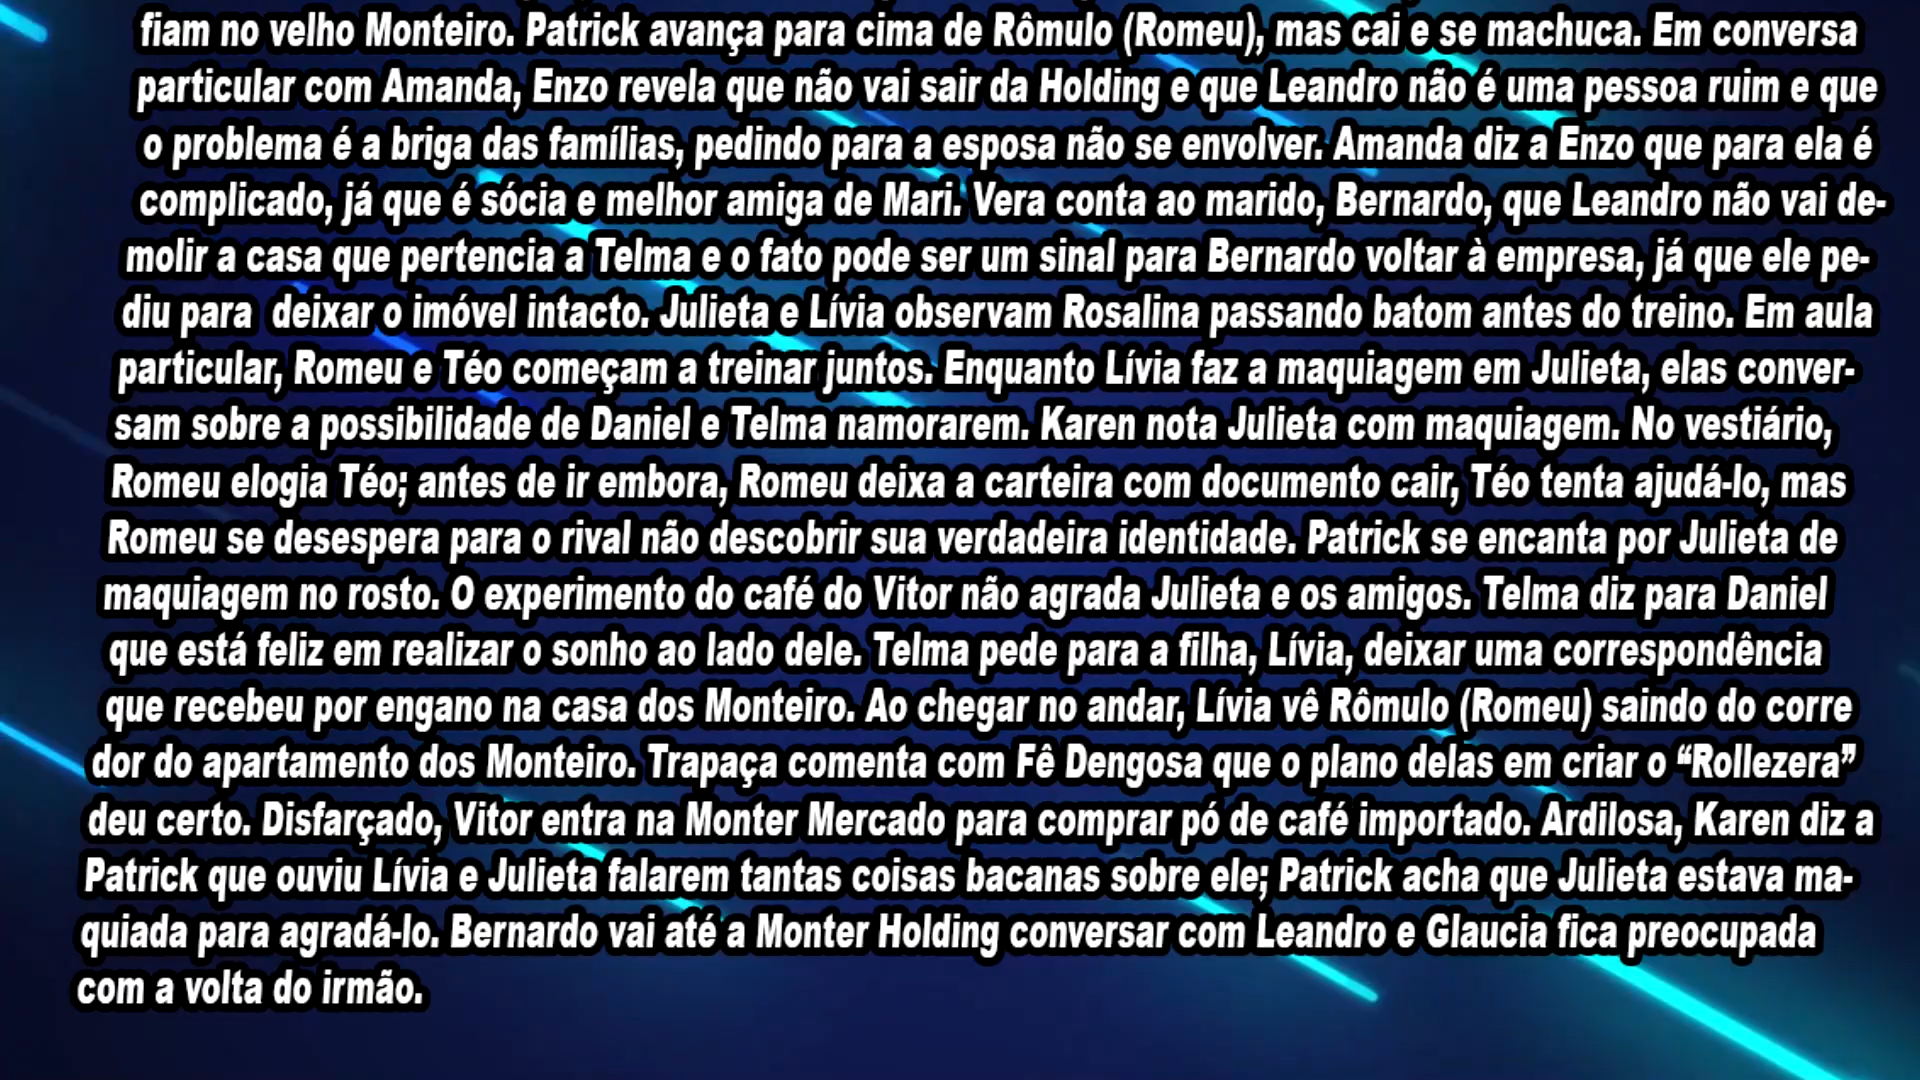 fiam no velho Monteiro. Patrick avança para cima de Rômulo (Romeu), mas cai e se machuca. Em conversa
particular com Amanda, Enzo revela que não vai sair da Holding e que Leandro não é uma pessoa ruim e que
o problema é a briga das famílias, pedindo para a esposa não se envolver. Amanda diz a Enzo que para ela é
complicado, já que é sócia e melhor amiga de Mari. Vera conta ao marido, Bernardo, que Leandro não vai de-
molir a casa que pertencia a Telma e o fato pode ser um sinal para Bernardo voltar à empresa, já que ele pe-
diu para  deixar o imóvel intacto. Julieta e Lívia observam Rosalina passando batom antes do treino. Em aula
particular, Romeu e Téo começam a treinar juntos. Enquanto Lívia faz a maquiagem em Julieta, elas conver-
sam sobre a possibilidade de Daniel e Telma namorarem. Karen nota Julieta com maquiagem. No vestiário,
Romeu elogia Téo; antes de ir embora, Romeu deixa a carteira com documento cair, Téo tenta ajudá-lo, mas
Romeu se desespera para o rival não descobrir sua verdadeira identidade. Patrick se encanta por Julieta de
maquiagem no rosto. O experimento do café do Vitor não agrada Julieta e os amigos. Telma diz para Daniel
que está feliz em realizar o sonho ao lado dele. Telma pede para a filha, Lívia, deixar uma correspondência
que recebeu por engano na casa dos Monteiro. Ao chegar no andar, Lívia vê Rômulo (Romeu) saindo do corre
dor do apartamento dos Monteiro. Trapaça comenta com Fê Dengosa que o plano delas em criar o “Rollezera”
deu certo. Disfarçado, Vitor entra na Monter Mercado para comprar pó de café importado. Ardilosa, Karen diz a
Patrick que ouviu Lívia e Julieta falarem tantas coisas bacanas sobre ele; Patrick acha que Julieta estava ma-
quiada para agradá-lo. Bernardo vai até a Monter Holding conversar com Leandro e Glaucia fica preocupada
com a volta do irmão.